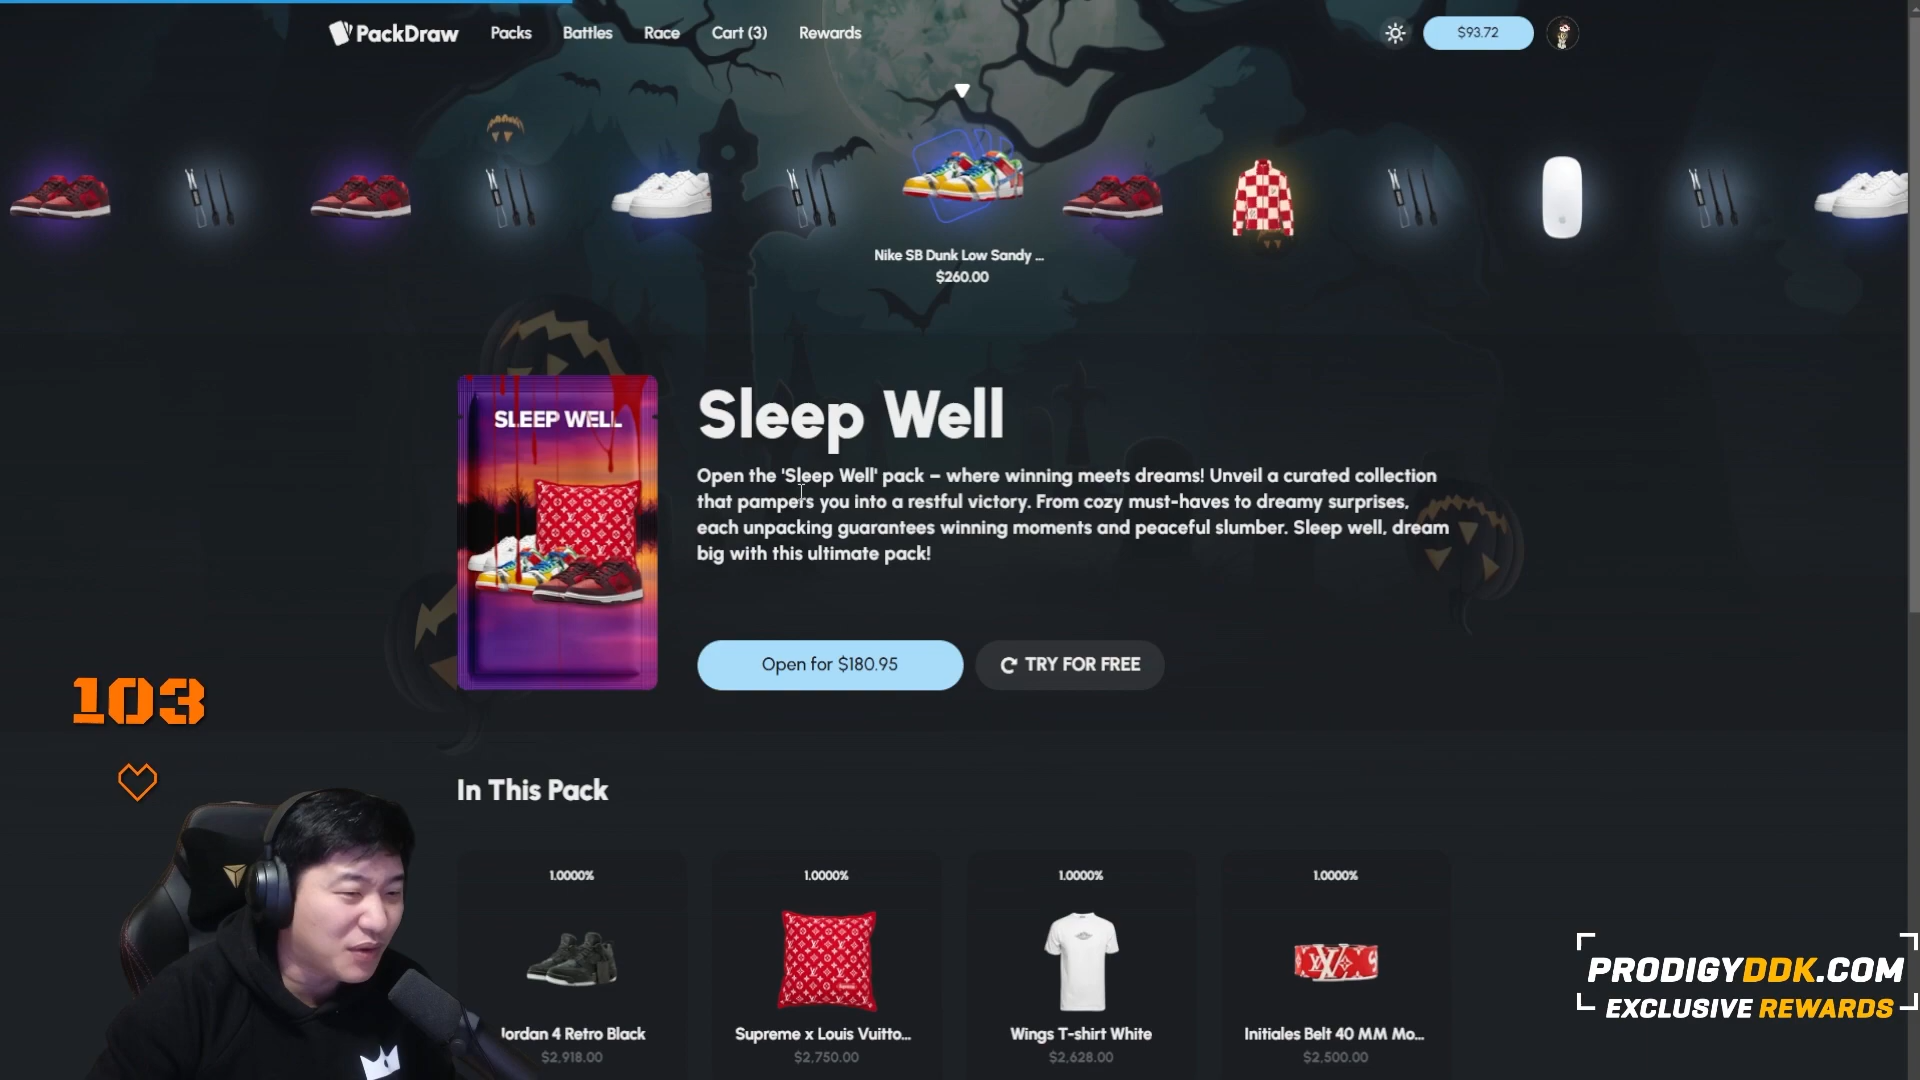 PackDraw Packs Battles Race Cart (3) Rewards $93.72
Nike SB Dunk Low Sandy ...
$260.00
SLEEP WELL
Sleep Well
Open the 'Sleep Well' pack – where winning meets dreams! Unveil a curated collection
that pampers you into a restful victory. From cozy must-haves to dreamy surprises,
each unpacking guarantees winning moments and peaceful slumber. Sleep well, dream
big with this ultimate pack!
Open for $180.95 TRY FOR FREE
103
In This Pack
1.0000% 1.0000% 1.0000% 1.0000%
Jordan 4 Retro Black Supreme x Louis Vuitto... Wings T-shirt White Initiales Belt 40 MM Mo...
$2,918.00 $2,750.00 $2,628.00 $2,500.00
PRODIGYDDK.COM
EXCLUSIVE REWARDS